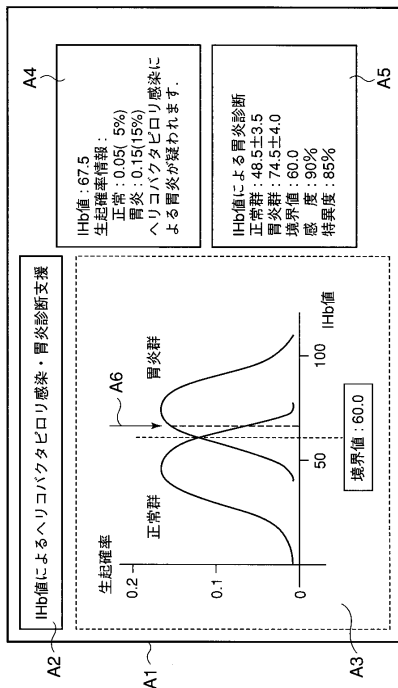 A1
A2
IHb値によるヘリコバクタピロリ感染・胃炎診断支援
A3
生起確率
0.2
0.1
0
正常群
胃炎群
A6
50
100
IHb値
境界値：60.0
A4
IHb値：67.5
生起確率情報：
正常：0.05( 5%)
胃炎：0.15(15%)
ヘリコバクタピロリ感染に
よる胃炎が疑われます.
A5
IHb値による胃炎診断
正常群：48.5±3.5
胃炎群：74.5±4.0
境界値：60.0
感　度：90%
特異度：85%